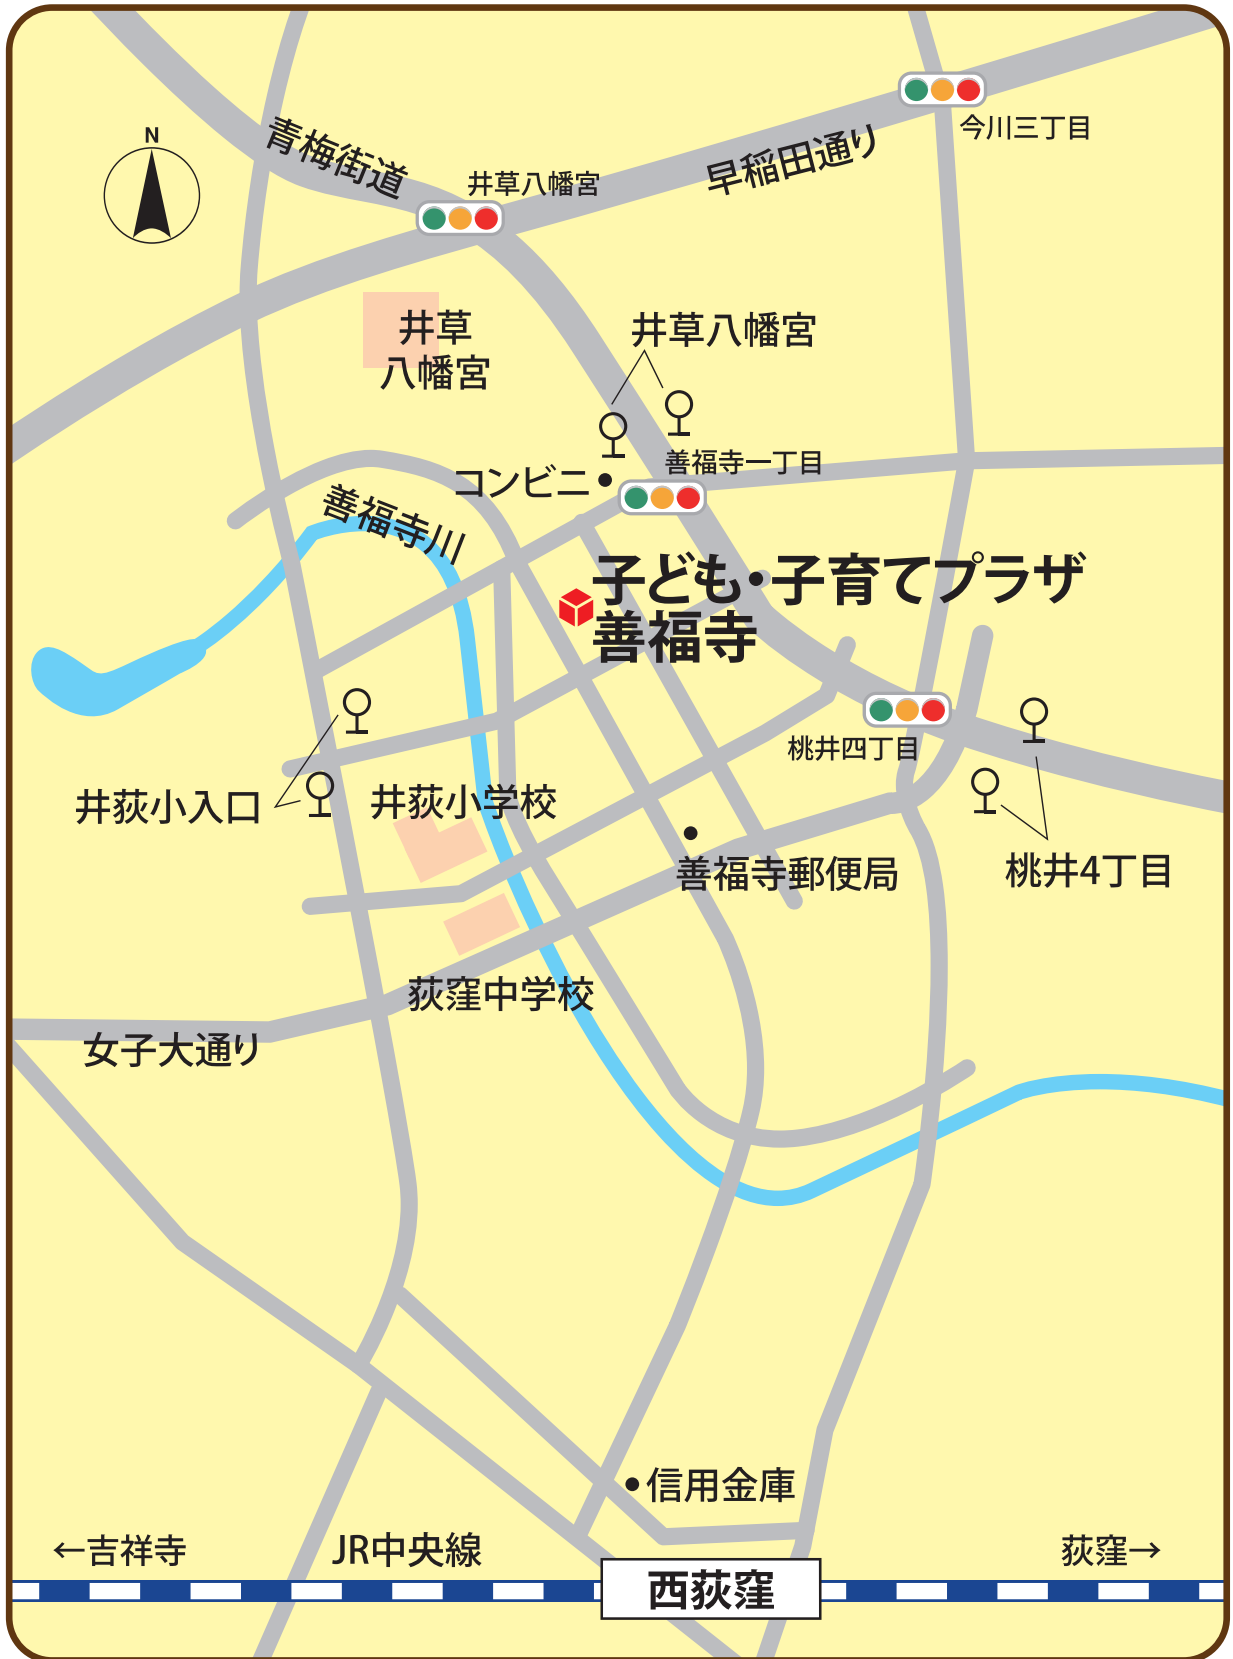 今川三丁目
N
青梅街道
早稲田通り
井草八幡宮
井草
八幡宮
井草八幡宮
善福寺一丁目
コンビニ
善福寺川
子ども・子育てプラザ
善福寺
桃井四丁目
井荻小入口
井荻小学校
善福寺郵便局
桃井4丁目
荻窪中学校
女子大通り
信用金庫
←吉祥寺
JR中央線
荻窪→
西荻窪